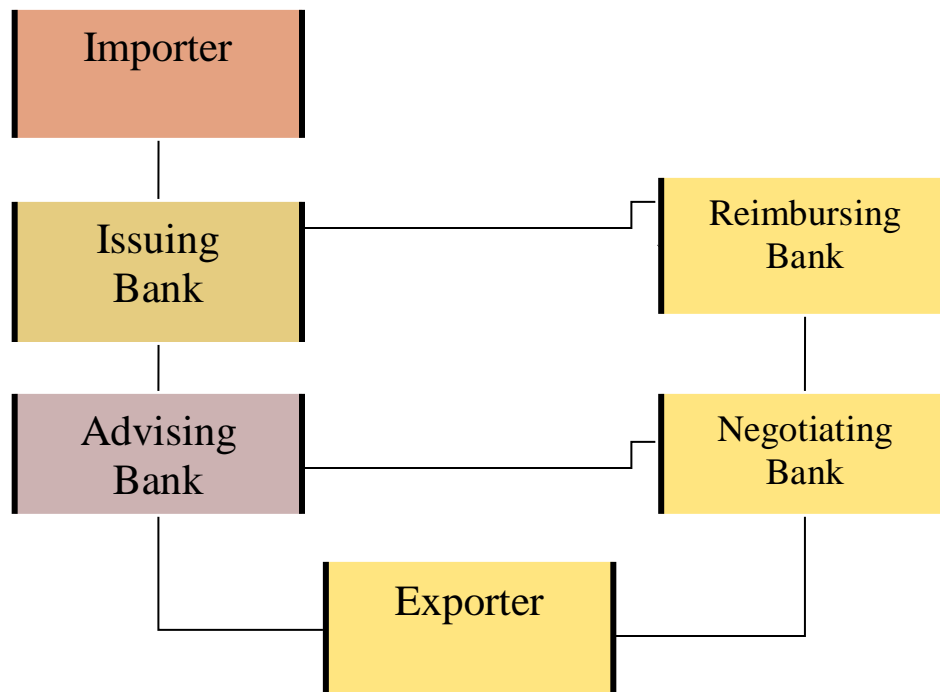 Importer
Issuing
Bank
Reimbursing
Bank
Advising
Bank
Negotiating
Bank
Exporter